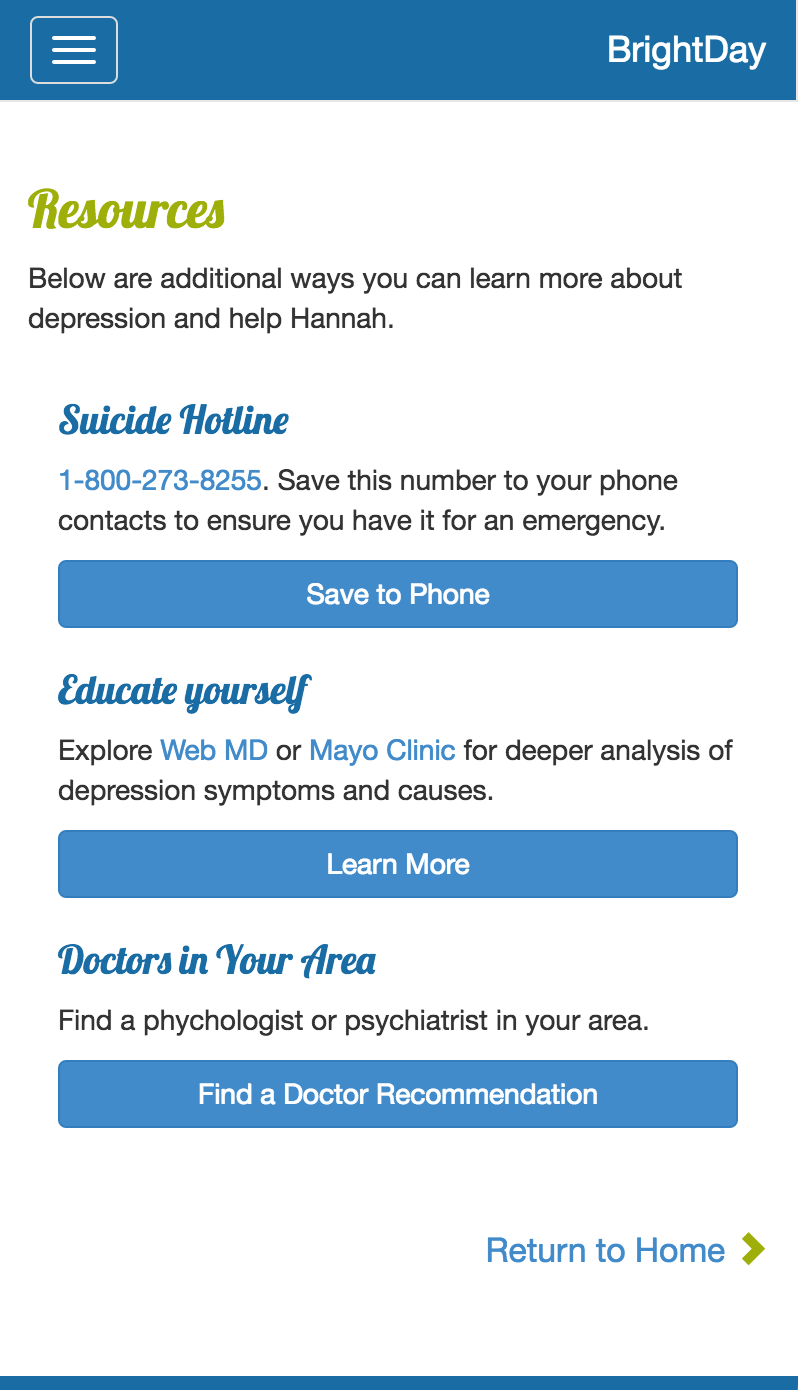 BrightDay
Resources
Below are additional ways you can learn more about
depression and help Hannah.
Suicide Hotline
1-800-273-8255. Save this number to your phone
contacts to ensure you have it for an emergency.
Save to Phone
Educate yourself
Explore Web MD or Mayo Clinic for deeper analysis of
depression symptoms and causes.
Learn More
Doctors in Your Area
Find a phychologist or psychiatrist in your area.
Find a Doctor Recommendation
Return to Home